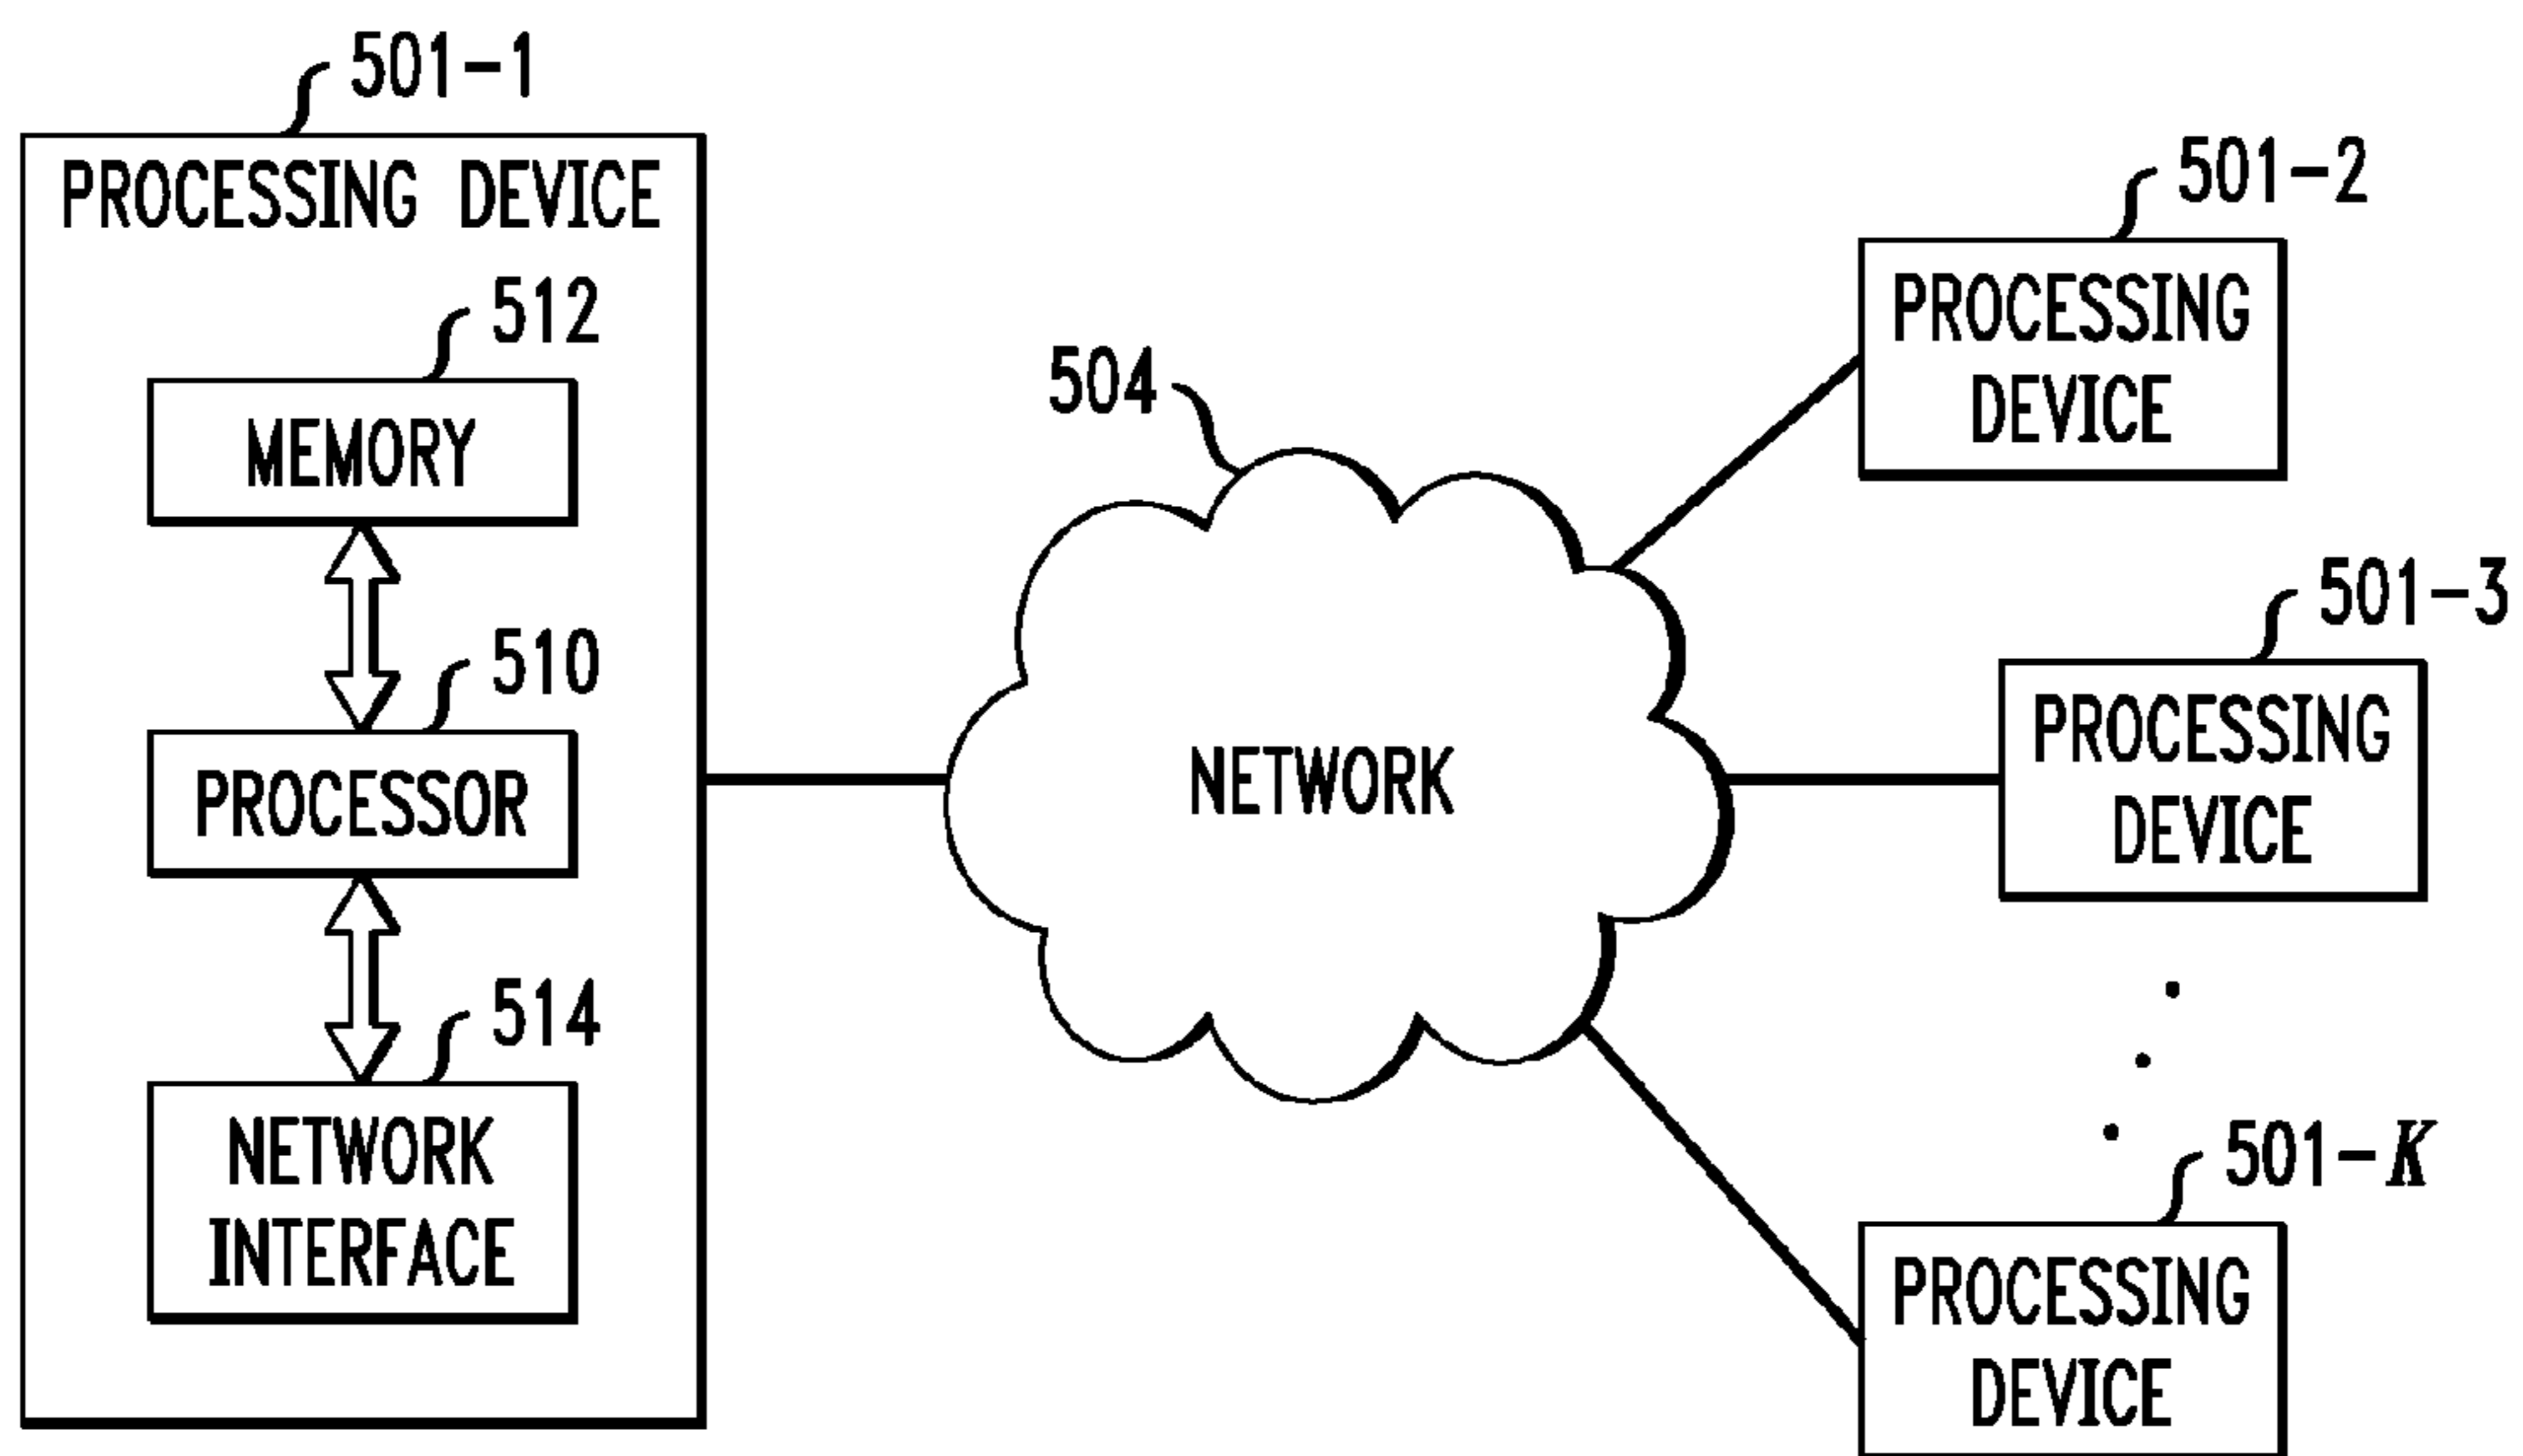 501-1
PROCESSING DEVICE
512
MEMORY
510
PROCESSOR
514
NETWORK
INTERFACE
504
NETWORK
501-2
PROCESSING
DEVICE
501-3
PROCESSING
DEVICE
501-K
PROCESSING
DEVICE